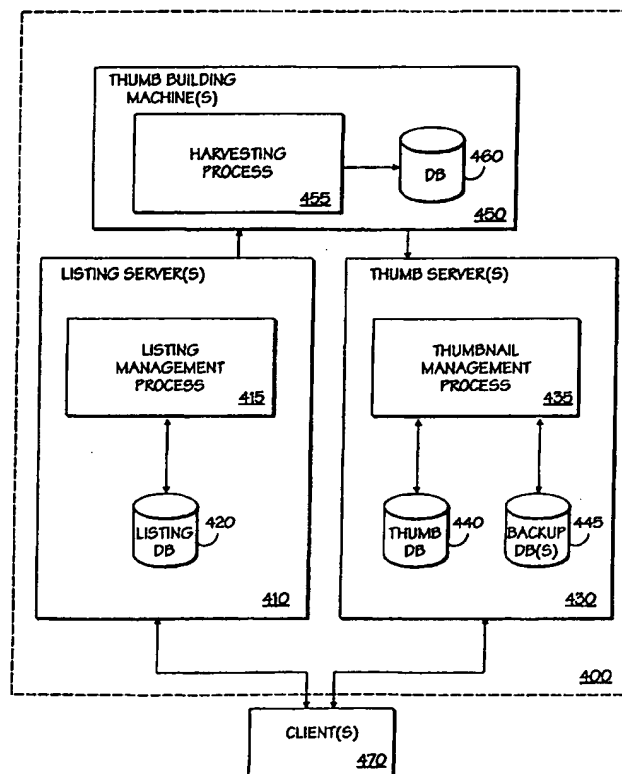 THUMB BUILDING
MACHINE(S)
HARVESTING
PROCESS
455
DB
460
450
LISTING SERVER(S)
LISTING
MANAGEMENT
PROCESS
415
LISTING
DB
420
410
THUMB SERVER(S)
THUMBNAIL
MANAGEMENT
PROCESS
435
THUMB
DB
440
BACKUP
DB(S)
445
430
400
CLIENT(S)
470